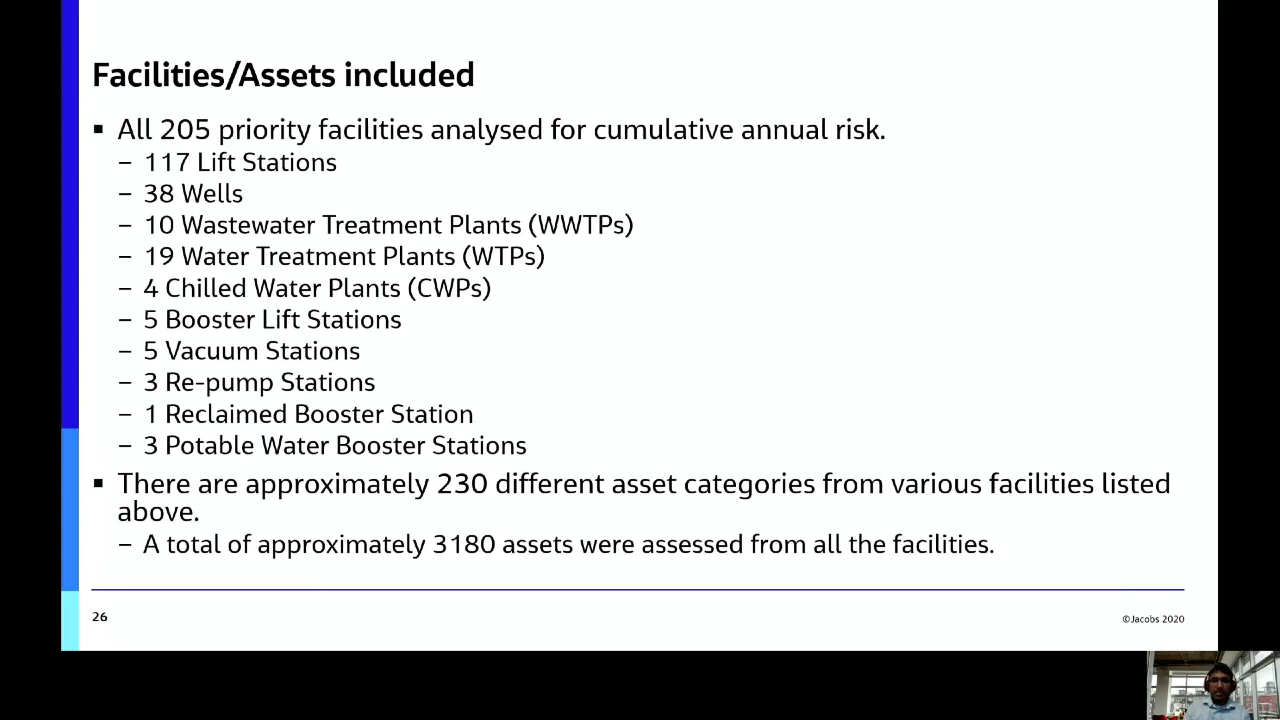 Facilities/Assets included
▪ All 205 priority facilities analysed for cumulative annual risk.
– 117 Lift Stations
– 38 Wells
– 10 Wastewater Treatment Plants (WWTPs)
– 19 Water Treatment Plants (WTPs)
– 4 Chilled Water Plants (CWPs)
– 5 Booster Lift Stations
– 5 Vacuum Stations
– 3 Re-pump Stations
– 1 Reclaimed Booster Station
– 3 Potable Water Booster Stations
▪ There are approximately 230 different asset categories from various facilities listed
above.
– A total of approximately 3180 assets were assessed from all the facilities.
26
©Jacobs 2020